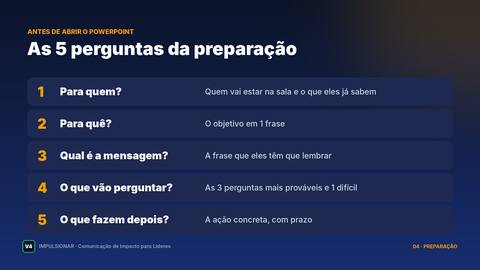 ANTES DE ABRIR O POWERPOINT
As 5 perguntas da preparação
1 Para quem? Quem vai estar na sala e o que eles já sabem
2 Para quê? O objetivo em 1 frase
3 Qual é a mensagem? A frase que eles têm que lembrar
4 O que vão perguntar? As 3 perguntas mais prováveis e 1 difícil
5 O que fazem depois? A ação concreta, com prazo
V4 IMPULSIONAR · Comunicação de Impacto para Líderes 04 · PREPARAÇÃO